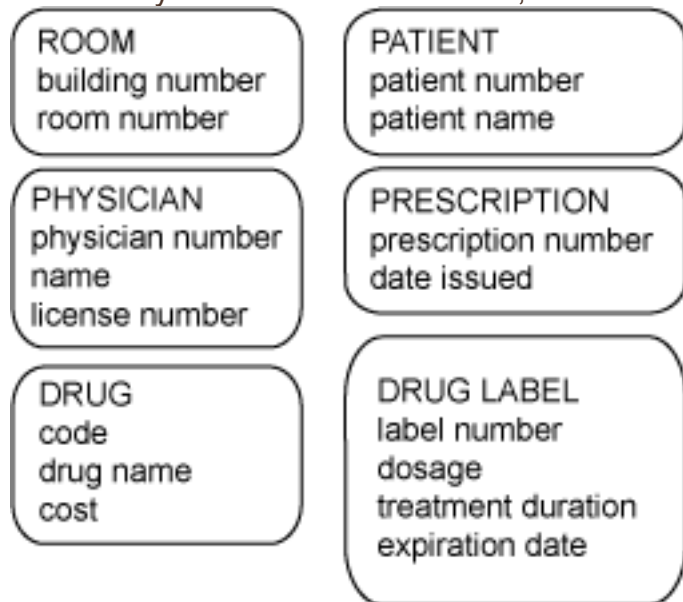 ROOM
building number
room number
PATIENT
patient number
patient name
PHYSICIAN
physician number
name
license number
PRESCRIPTION
prescription number
date issued
DRUG
code
drug name
cost
DRUG LABEL
label number
dosage
treatment duration
expiration date